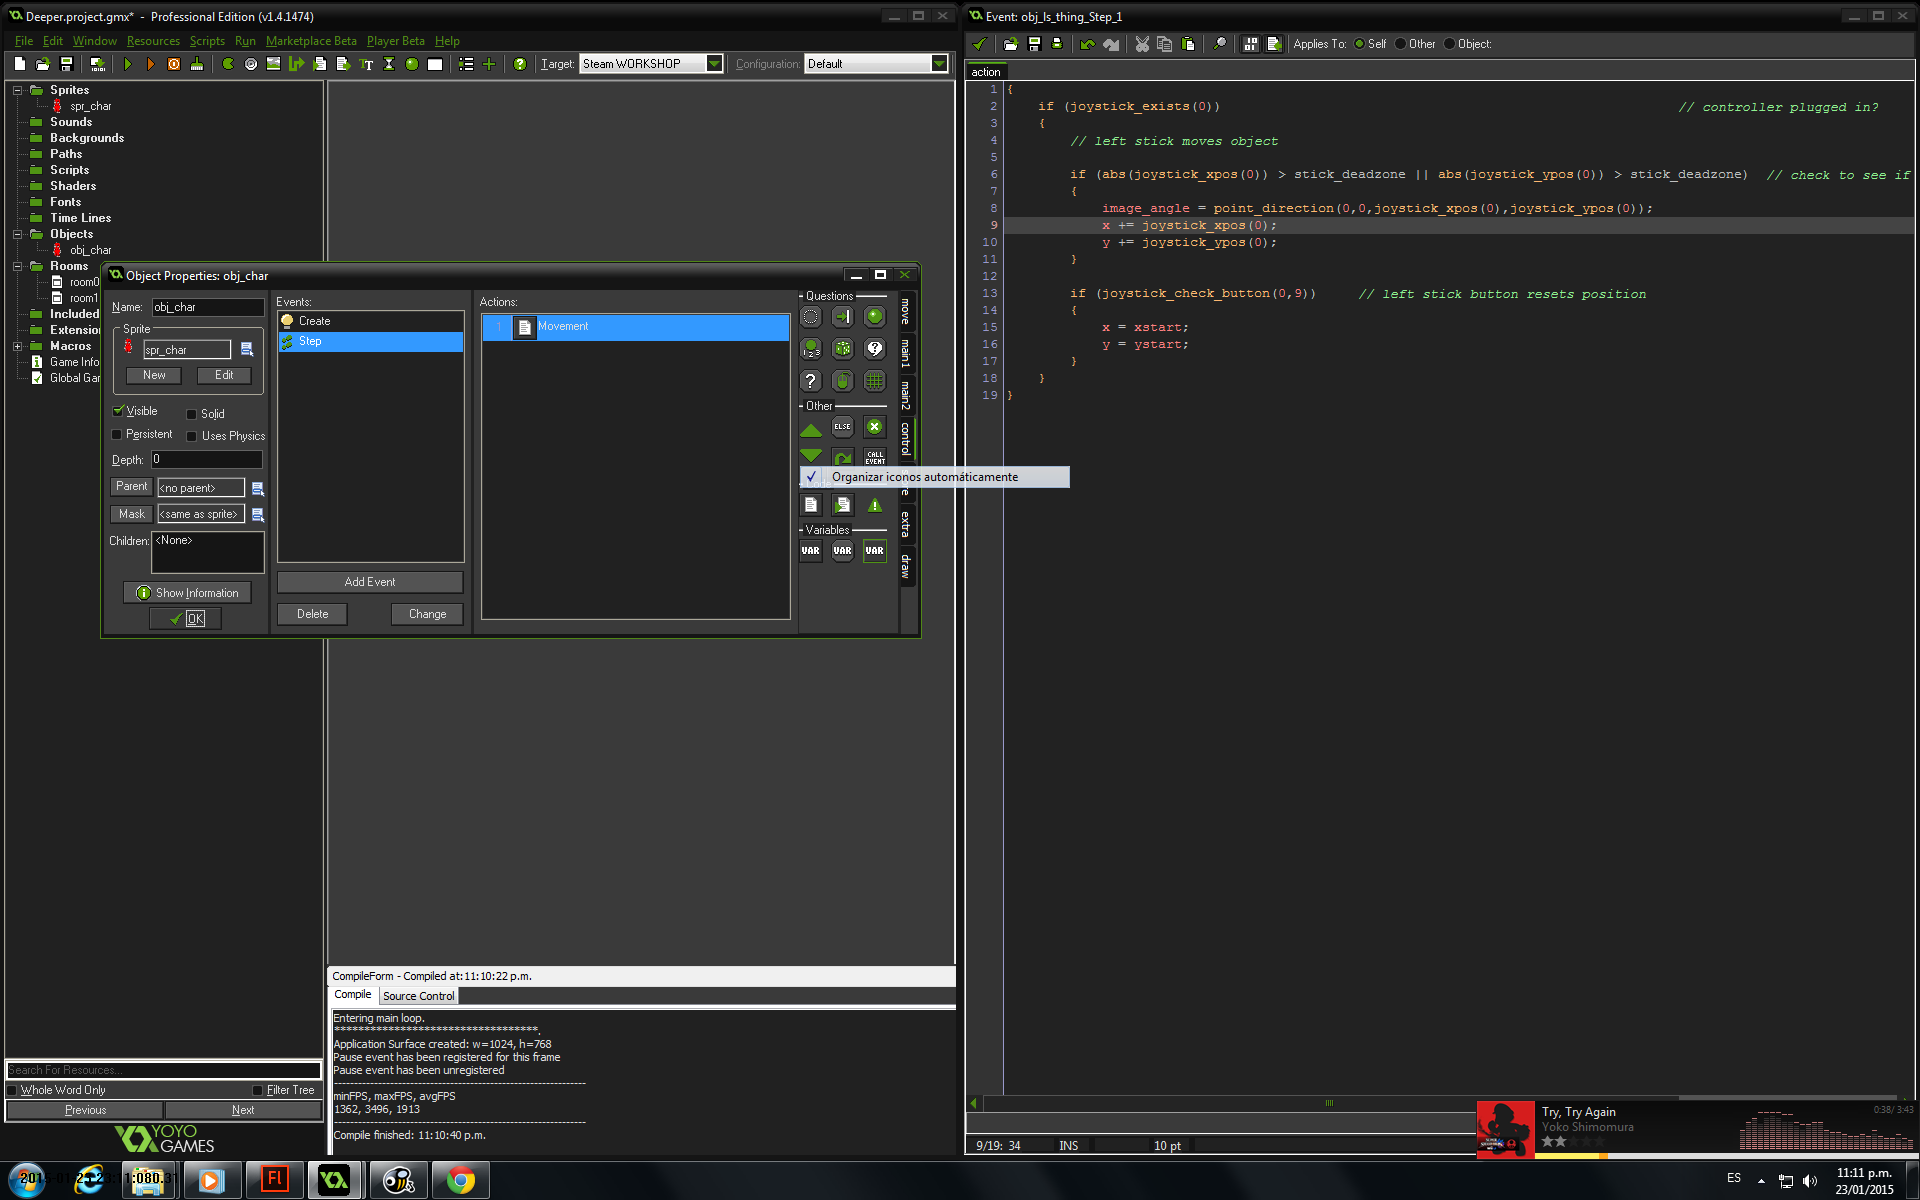 Deeper.project.gmx* - Professional Edition (v1.4.1474)
File Edit Window Resources Scripts Run Marketplace Beta Player Beta Help
Target: Steam WORKSHOP Configuration: Default
Sprites
spr_char
Sounds
Backgrounds
Paths
Scripts
Shaders
Fonts
Time Lines
Objects
obj_char
Rooms
room0
room1
Included
Extensio
Macros
Game Info
Global Gar
Object Properties: obj_char
Name: obj_char
Sprite
spr_char
New Edit
Visible Solid
Persistent Uses Physics
Depth: 0
Parent <no parent>
Mask <same as sprite>
Children: <None>
Show Information
OK
Events:
Create
Step
Add Event
Delete Change
Actions:
1 Movement
Questions
Other
ELSE
CALL EVENT
Variables
VAR VAR VAR
move
main1
main2
control
extra
draw
Organizar iconos automáticamente
CompileForm - Compiled at: 11:10:22 p.m.
Compile Source Control
Entering main loop.
**********************************.
Application Surface created: w=1024, h=768
Pause event has been registered for this frame
Pause event has been unregistered
minFPS, maxFPS, avgFPS
1362, 3496, 1913
Compile finished: 11:10:40 p.m.
Search For Resources...
Whole Word Only Filter Tree
Previous Next
YOYO GAMES
Event: obj_ls_thing_Step_1
Applies To: Self Other Object:
action
1 {
2 if (joystick_exists(0)) // controller plugged in?
3 {
4 // left stick moves object
5
6 if (abs(joystick_xpos(0)) > stick_deadzone || abs(joystick_ypos(0)) > stick_deadzone) // check to see if
7 {
8 image_angle = point_direction(0,0,joystick_xpos(0),joystick_ypos(0));
9 x += joystick_xpos(0);
10 y += joystick_ypos(0);
11 }
12
13 if (joystick_check_button(0,9)) // left stick button resets position
14 {
15 x = xstart;
16 y = ystart;
17 }
18 }
19 }
9/19: 34 INS 10 pt
Try, Try Again
Yoko Shimomura
0:38/ 3:43
Fl
ES
11:11 p.m.
23/01/2015